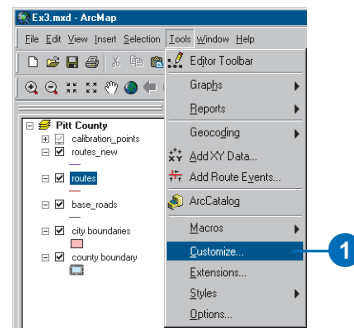 Ex3.mxd - ArcMap
File Edit View Insert Selection Tools Window Help
Editor Toolbar
Graphs
Reports
Geocoding
Add XY Data...
Add Route Events...
ArcCatalog
Macros
Customize...
Extensions...
Styles
Options...
1
Pitt County
calibration_points
routes_new
routes
base_roads
city boundaries
county boundary